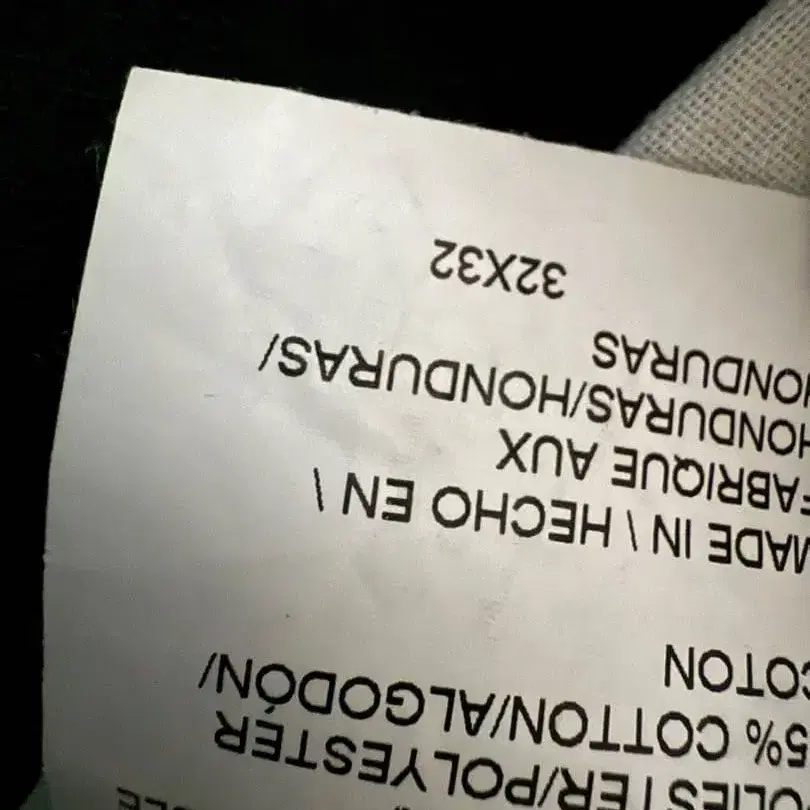 OLIESTER/POLYESTER
5% COTTON/ALGODÓN/
COTON
MADE IN \ HECHO EN \
FABRIQUE AUX
HONDURAS/HONDURAS/
HONDURAS
32X32